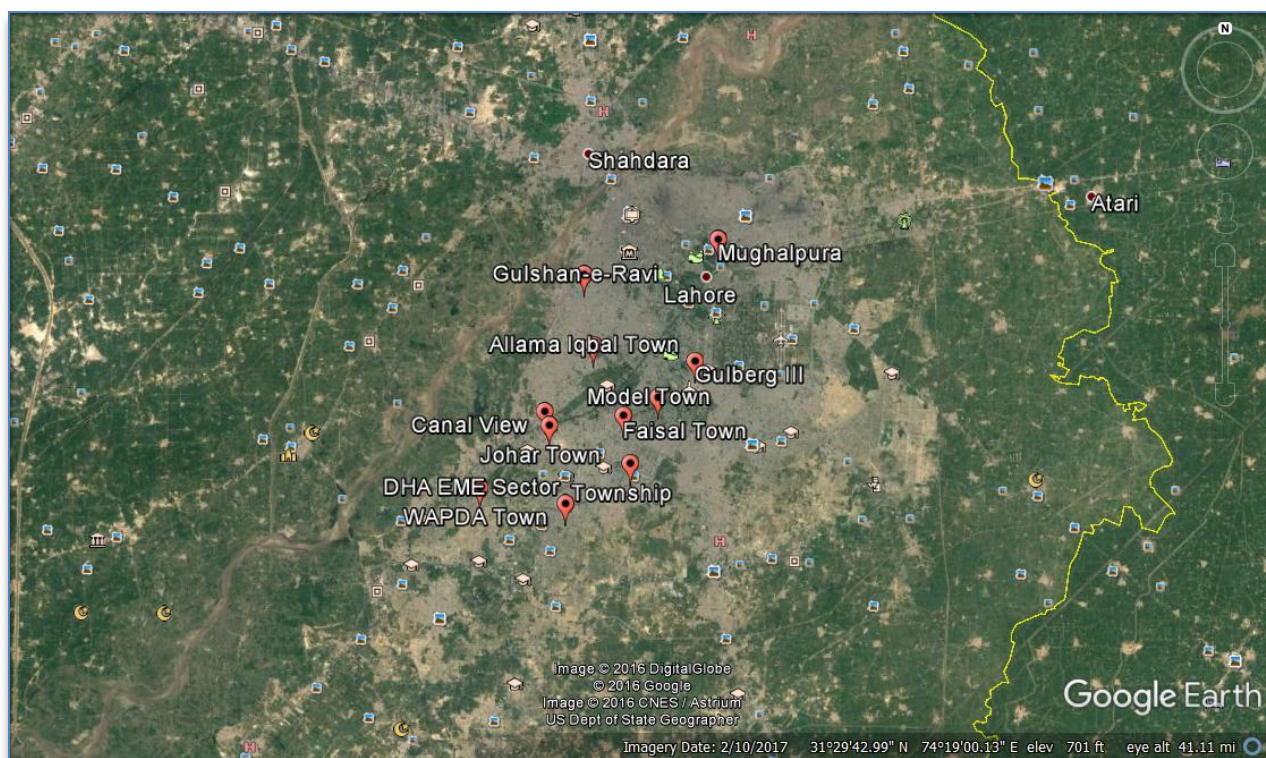 N
Shahdara
Atari
Mughalpura
Gulshan-e-Ravi
Lahore
Allama Iqbal Town
Gulberg III
Model Town
Canal View
Faisal Town
Johar Town
DHA EME Sector
Township
WAPDA Town
Image © 2016 DigitalGlobe
© 2016 Google
Image © 2016 CNES / Astrium
US Dept of State Geographer
Google Earth
Imagery Date: 2/10/2017 31°29'42.99" N 74°19'00.13" E elev 701 ft eye alt 41.11 mi